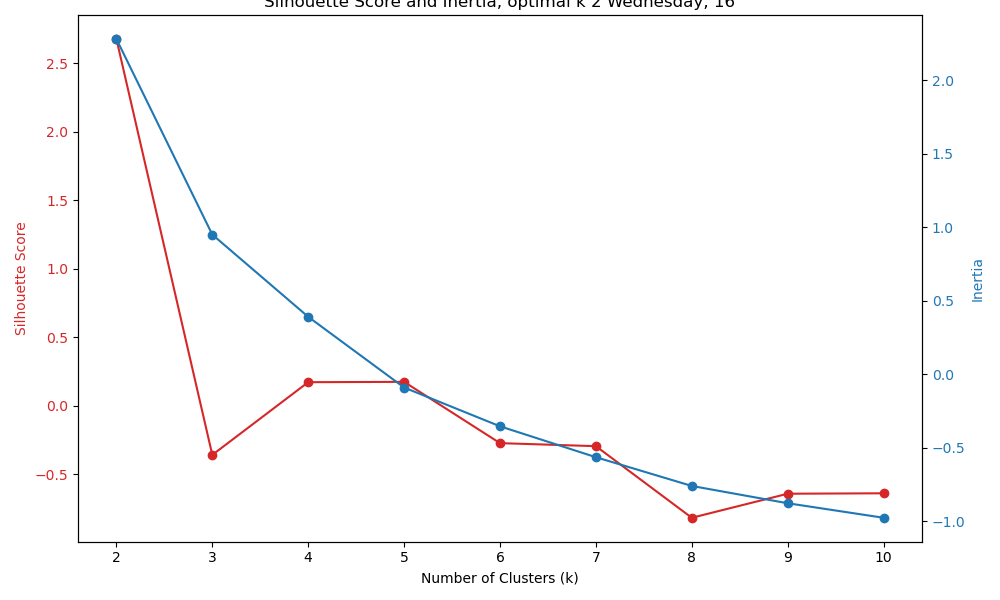 Silhouette Score and Inertia, optimal k 2 Wednesday, 16
Silhouette Score
2.5
2.0
1.5
1.0
0.5
0.0
−0.5
2.0
1.5
1.0
0.5
0.0
−0.5
−1.0
Inertia
2 3 4 5 6 7 8 9 10
Number of Clusters (k)